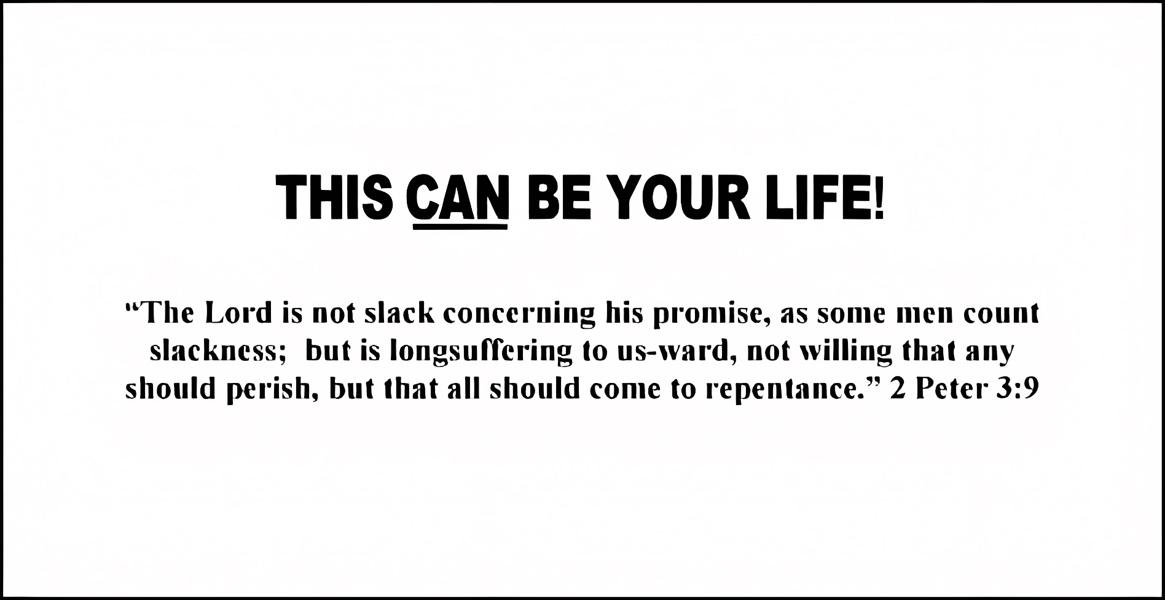 THIS CAN BE YOUR LIFE!
“The Lord is not slack concerning his promise, as some men count
slackness;  but is longsuffering to us-ward, not willing that any
should perish, but that all should come to repentance.” 2 Peter 3:9